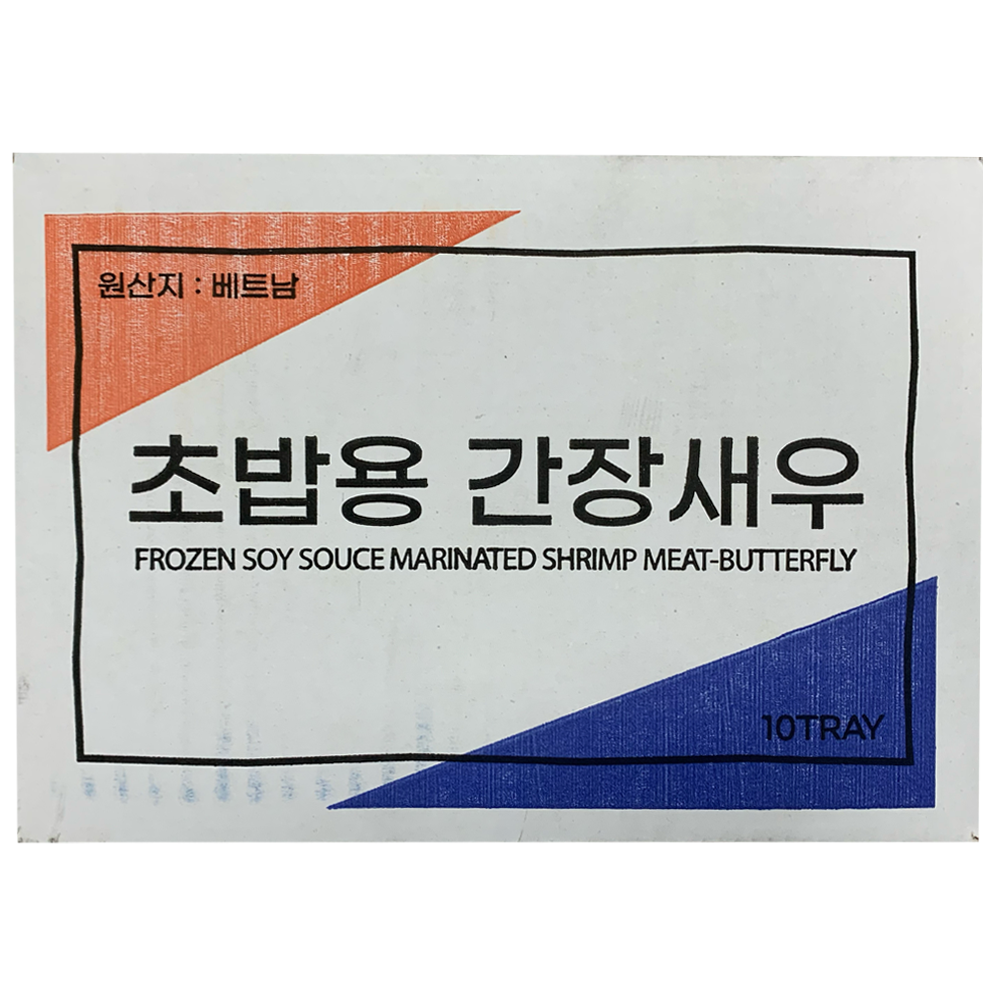 원산지 : 베트남
초밥용 간장새우
FROZEN SOY SOUCE MARINATED SHRIMP MEAT-BUTTERFLY
10TRAY